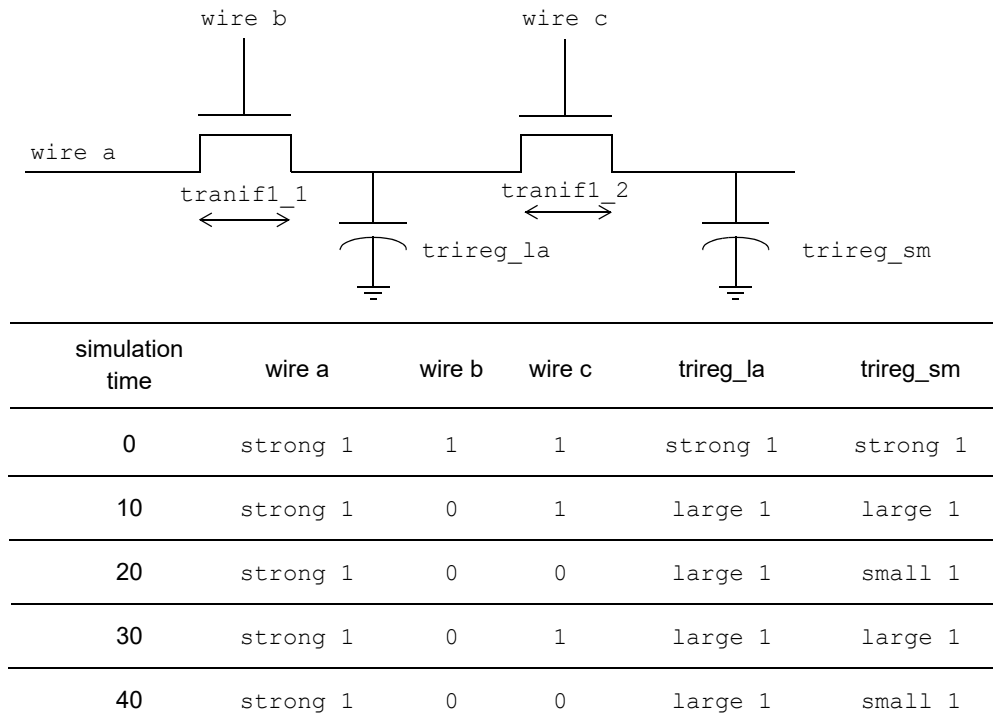 wire b wire c
wire a
tranif1_1 tranif1_2
trireg_la trireg_sm
simulation time wire a wire b wire c trireg_la trireg_sm
0 strong 1 1 1 strong 1 strong 1
10 strong 1 0 1 large 1 large 1
20 strong 1 0 0 large 1 small 1
30 strong 1 0 1 large 1 large 1
40 strong 1 0 0 large 1 small 1